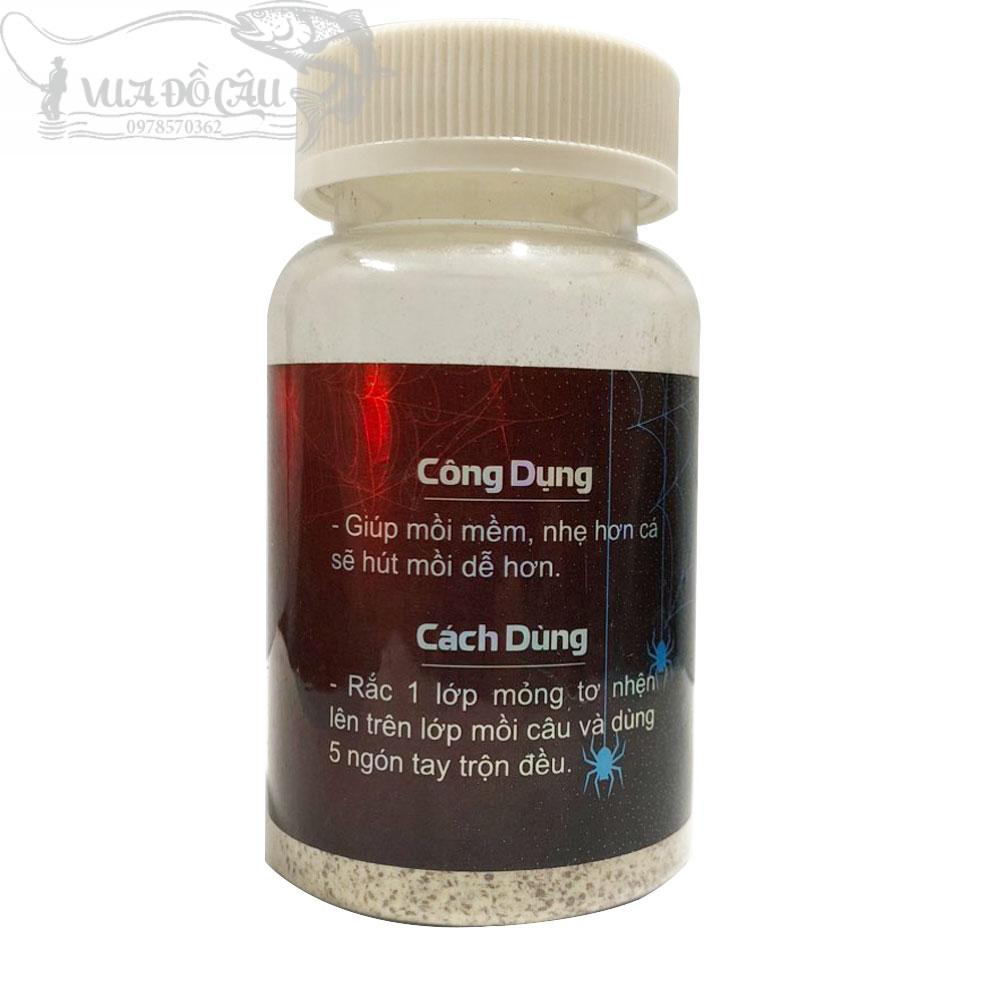 VUA ĐỒ CÂU
0978570362
Công Dụng
- Giúp mồi mềm, nhẹ hơn cá
sẽ hút mồi dễ hơn.
Cách Dùng
- Rắc 1 lớp mỏng tơ nhện
lên trên lớp mồi câu và dùng
5 ngón tay trộn đều.